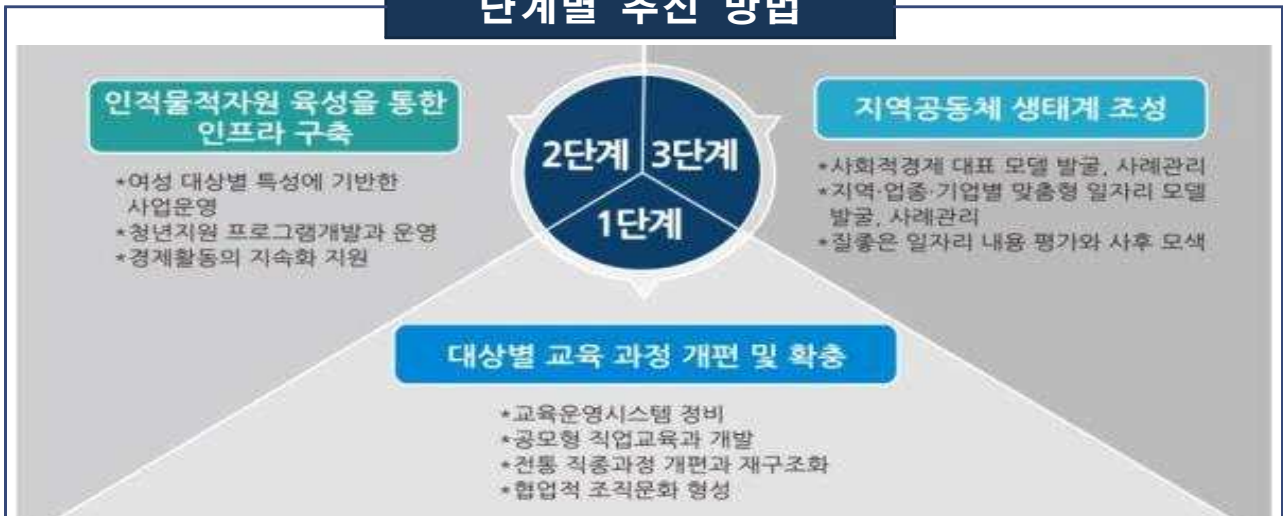 단계별 추진 방법
인적물적자원 육성을 통한
인프라 구축
*여성 대상별 특성에 기반한
사업운영
*청년지원 프로그램개발과 운영
*경제활동의 지속화 지원
2단계
3단계
1단계
지역공동체 생태계 조성
*사회적경제 대표 모델 발굴, 사례관리
*지역·업종·기업별 맞춤형 일자리 모델
발굴, 사례관리
*질좋은 일자리 내용 평가와 사후 모색
대상별 교육 과정 개편 및 확충
*교육운영시스템 정비
*공모형 직업교육과 개발
*전통 직종과정 개편과 재구조화
*협업적 조직문화 형성